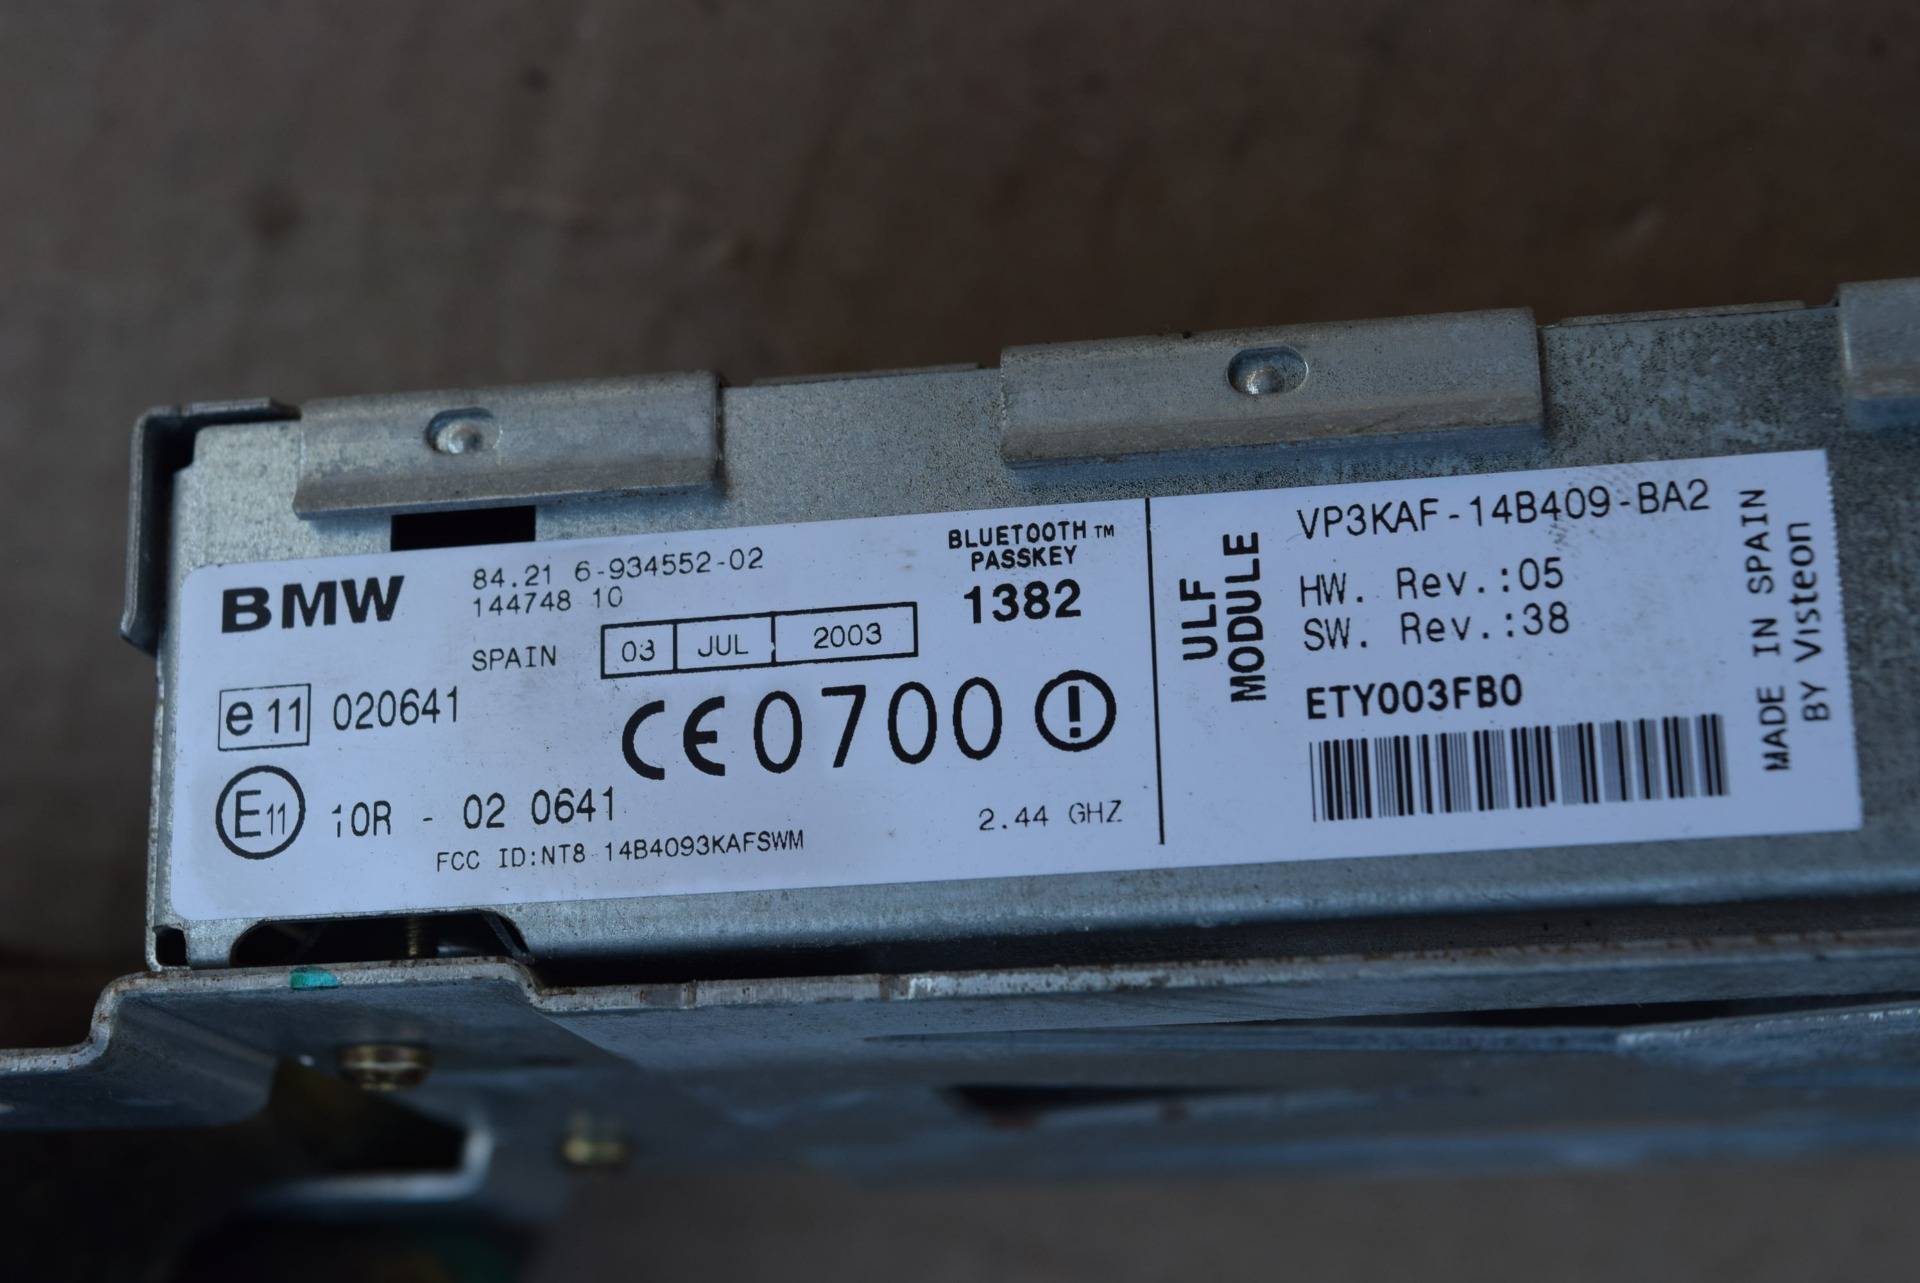 BMW
84.21 6-934552-02
144748 10
SPAIN
03 JUL 2003
BLUETOOTH™
PASSKEY
1382
e11 020641
CE0700
E11 10R - 02 0641
FCC ID:NT8 14B4093KAFSWM
2.44 GHZ
ULF
MODULE
VP3KAF-14B409-BA2
HW. Rev.:05
SW. Rev.:38
ETY003FB0
MADE IN SPAIN
BY Visteon